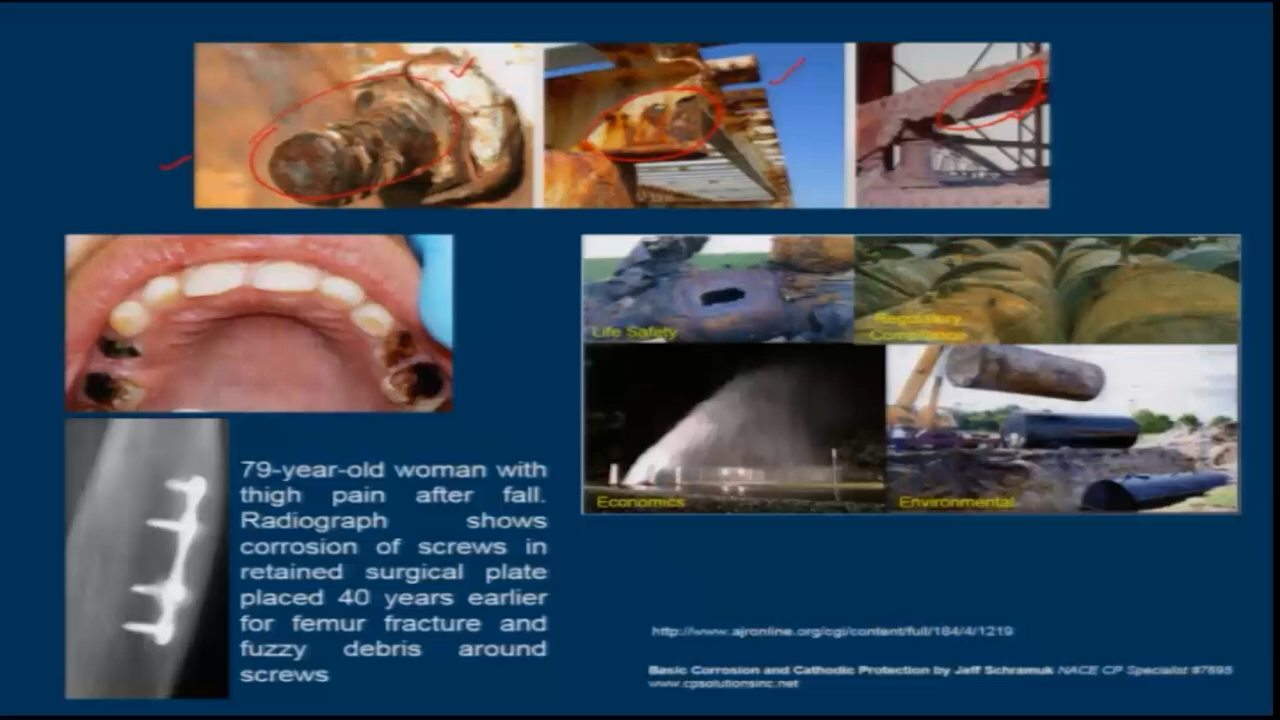 Life Safety
Regulatory
Compliance
Economics
Environmental
79-year-old woman with
thigh pain after fall.
Radiograph shows
corrosion of screws in
retained surgical plate
placed 40 years earlier
for femur fracture and
fuzzy debris around
screws
http://www.ajronline.org/cgi/content/full/184/4/1219
Basic Corrosion and Cathodic Protection by Jeff Schramuk NACE CP Specialist #7695
www.cpsolutionsinc.net